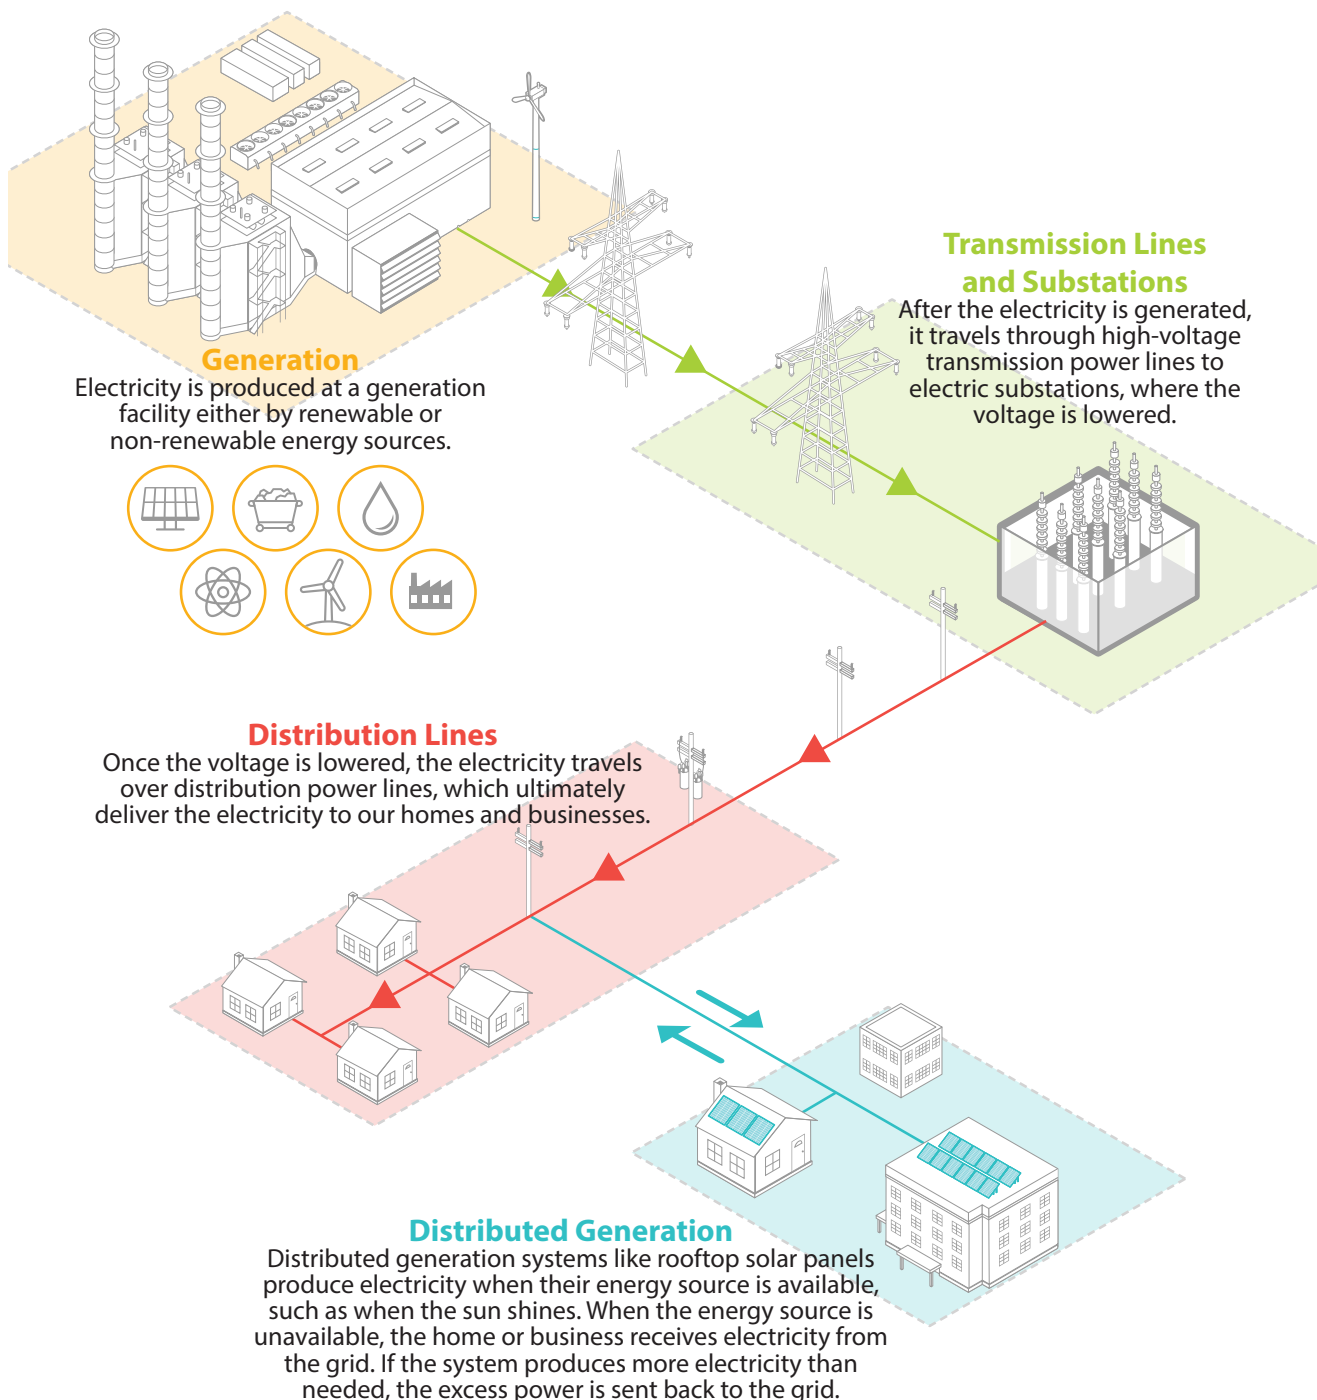 Generation
Electricity is produced at a generation
facility either by renewable or
non-renewable energy sources.
Transmission Lines
and Substations
After the electricity is generated,
it travels through high-voltage
transmission power lines to
electric substations, where the
voltage is lowered.
Distribution Lines
Once the voltage is lowered, the electricity travels
over distribution power lines, which ultimately
deliver the electricity to our homes and businesses.
Distributed Generation
Distributed generation systems like rooftop solar panels
produce electricity when their energy source is available,
such as when the sun shines. When the energy source is
unavailable, the home or business receives electricity from
the grid. If the system produces more electricity than
needed, the excess power is sent back to the grid.